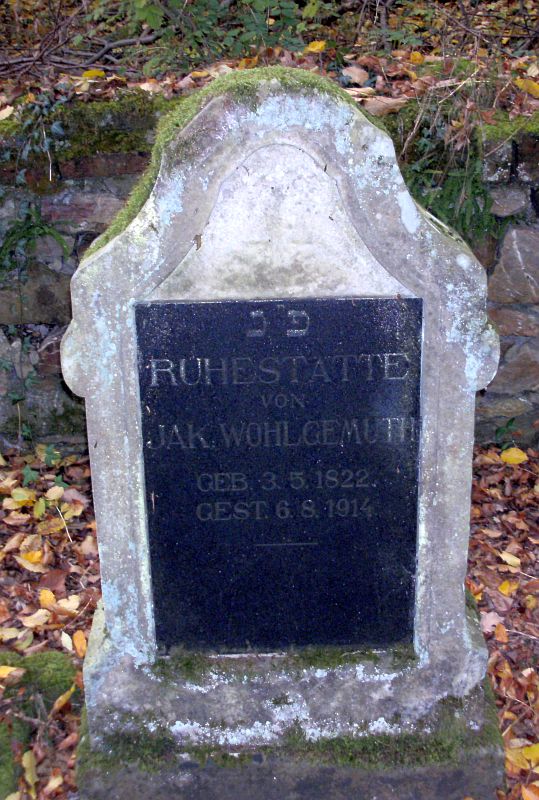 פ נ
RUHESTÄTTE
VON
JAK. WOHLGEMUTH
GEB. 3.5.1822.
GEST. 6.8.1914